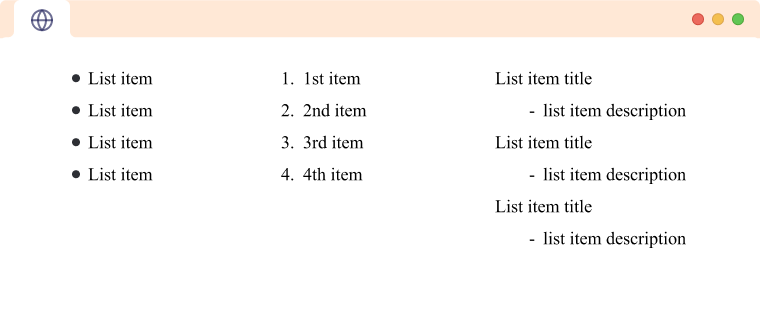 List item
List item
List item
List item
1. 1st item
2. 2nd item
3. 3rd item
4. 4th item
List item title
- list item description
List item title
- list item description
List item title
- list item description